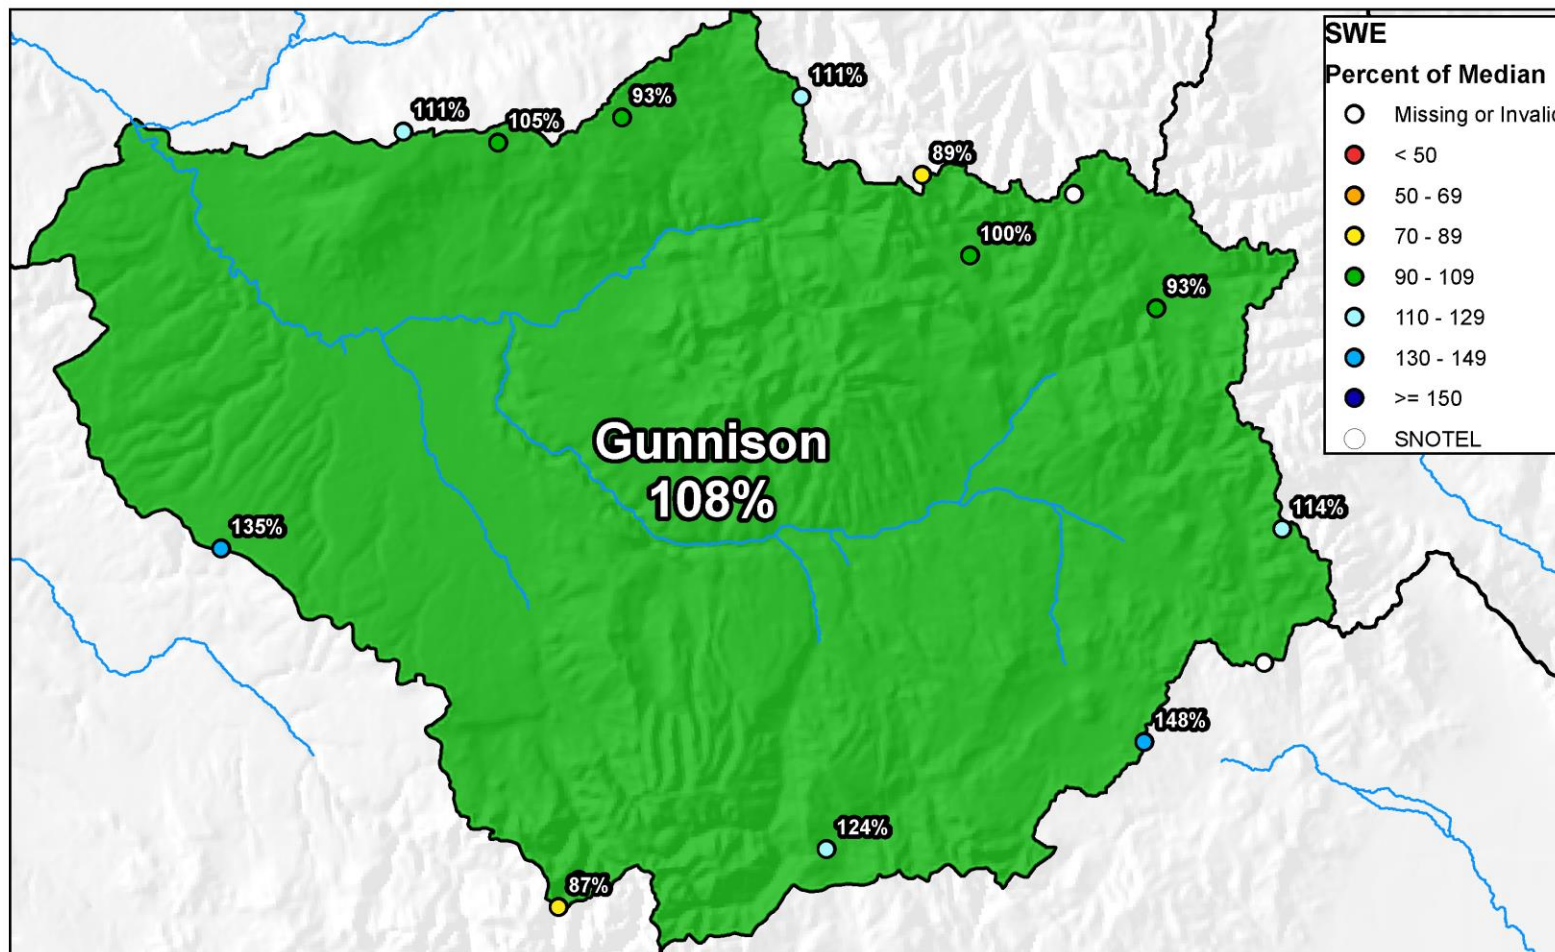 SWE
Percent of Median
Missing or Invalid
< 50
50 - 69
70 - 89
90 - 109
110 - 129
130 - 149
>= 150
SNOTEL
111%
105%
93%
111%
89%
100%
93%
Gunnison
108%
135%
114%
148%
124%
87%